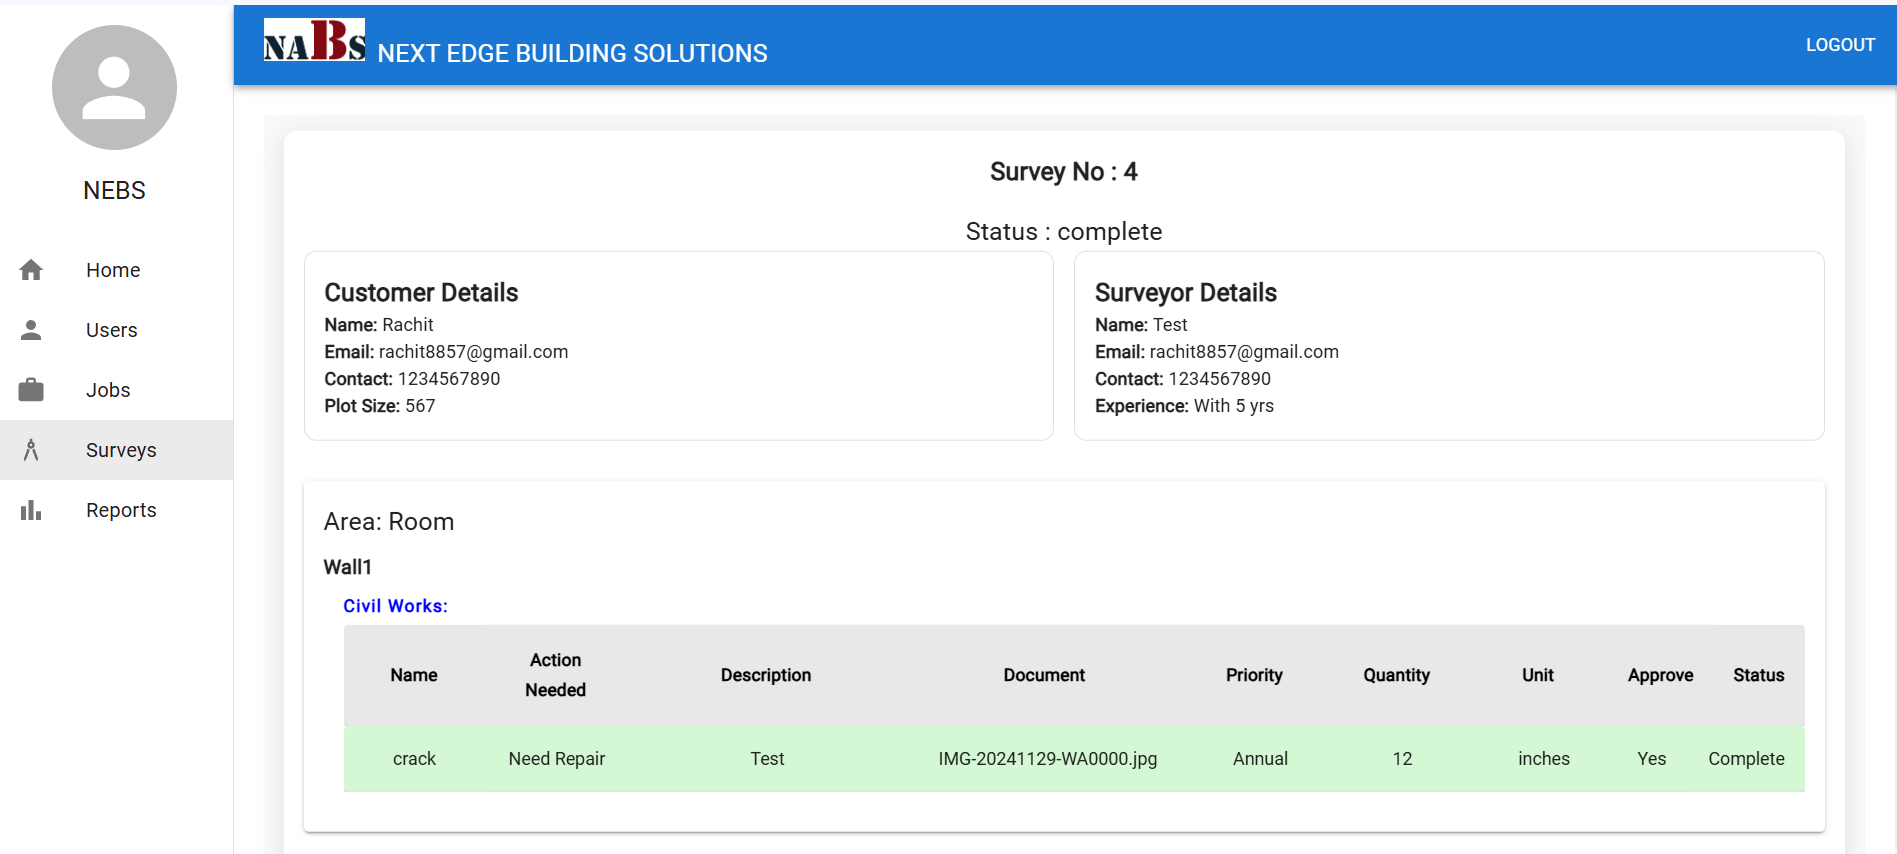 NABS NEXT EDGE BUILDING SOLUTIONS
LOGOUT
NEBS
Home
Users
Jobs
Surveys
Reports
Survey No : 4
Status : complete
Customer Details
Name: Rachit
Email: rachit8857@gmail.com
Contact: 1234567890
Plot Size: 567
Surveyor Details
Name: Test
Email: rachit8857@gmail.com
Contact: 1234567890
Experience: With 5 yrs
Area: Room
Wall1
Civil Works:
Name Action Needed Description Document Priority Quantity Unit Approve Status
crack Need Repair Test IMG-20241129-WA0000.jpg Annual 12 inches Yes Complete